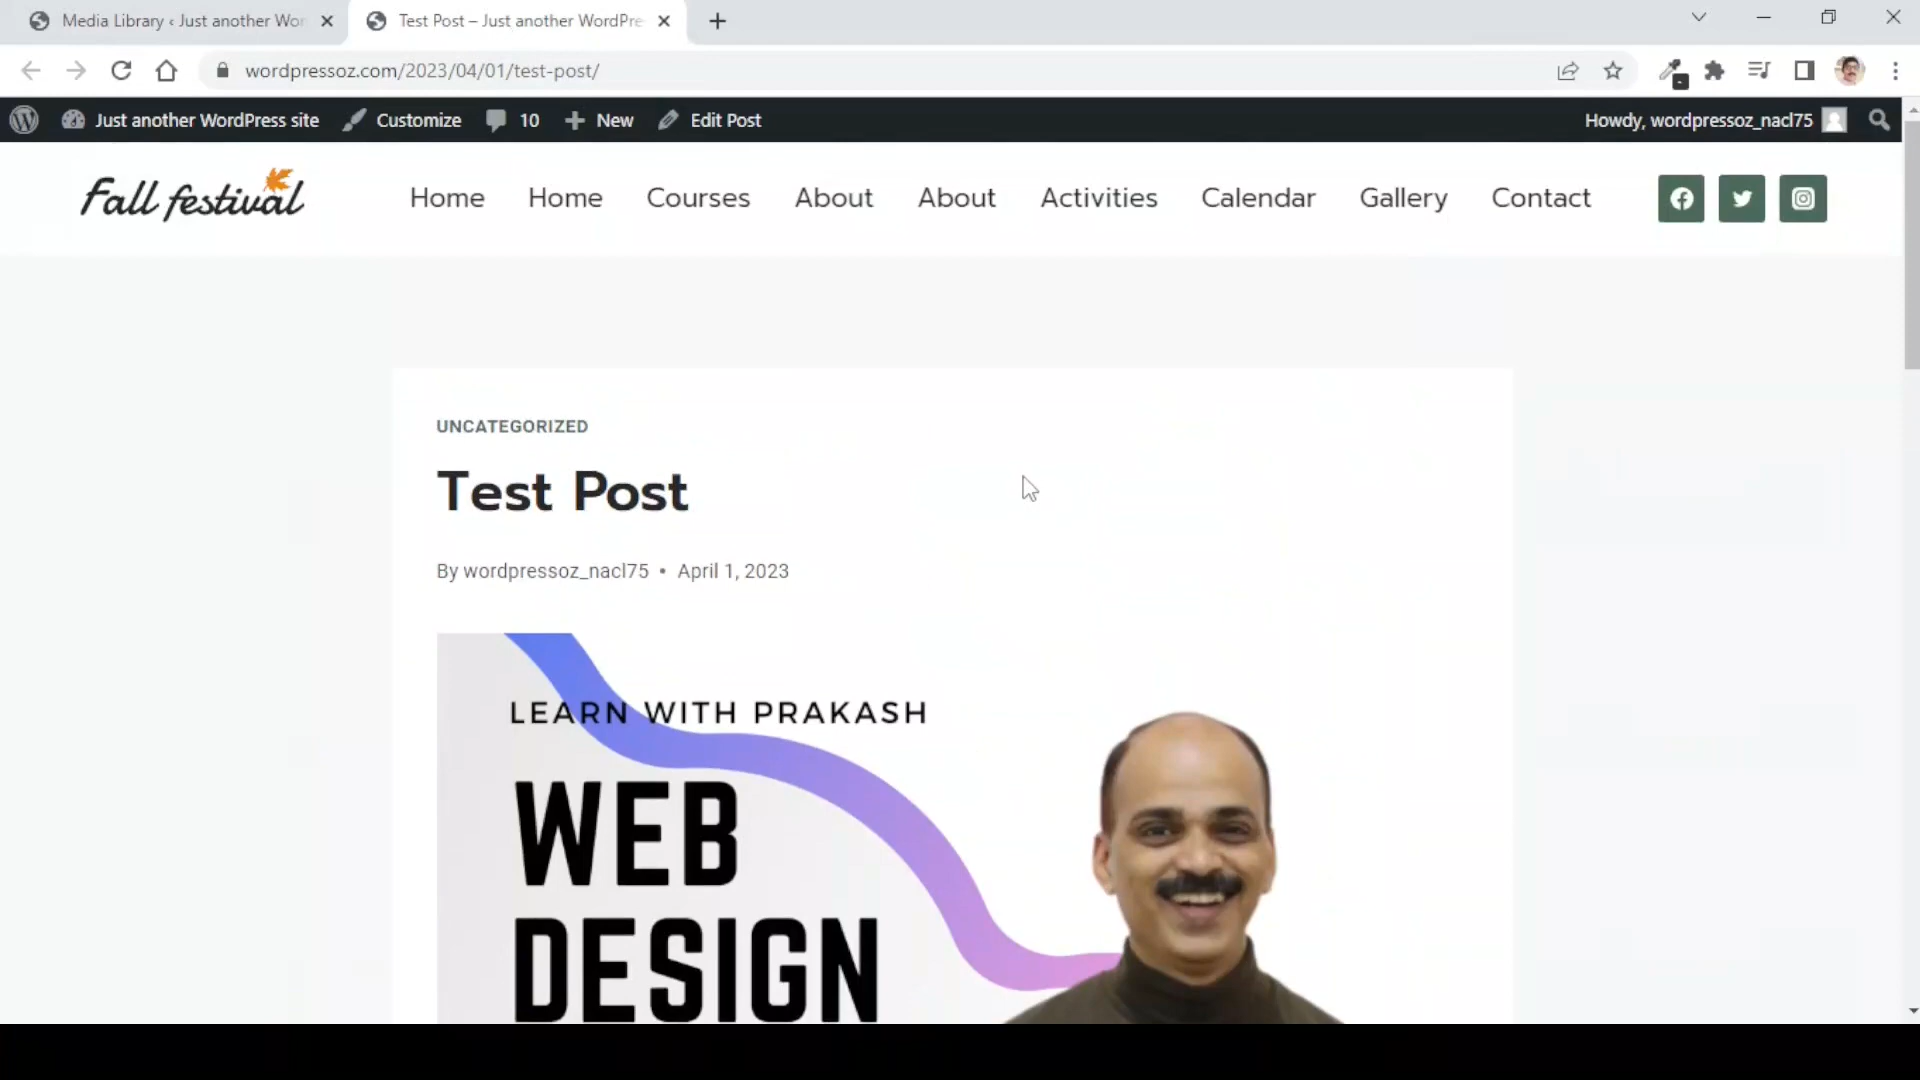 Media Library ‹ Just another Wor
Test Post – Just another WordPre
wordpressoz.com/2023/04/01/test-post/
Just another WordPress site
Customize
10
New
Edit Post
Howdy, wordpressoz_nacl75
Fall festival
Home
Home
Courses
About
About
Activities
Calendar
Gallery
Contact
UNCATEGORIZED
Test Post
By wordpressoz_nacl75 • April 1, 2023
LEARN WITH PRAKASH
WEB
DESIGN